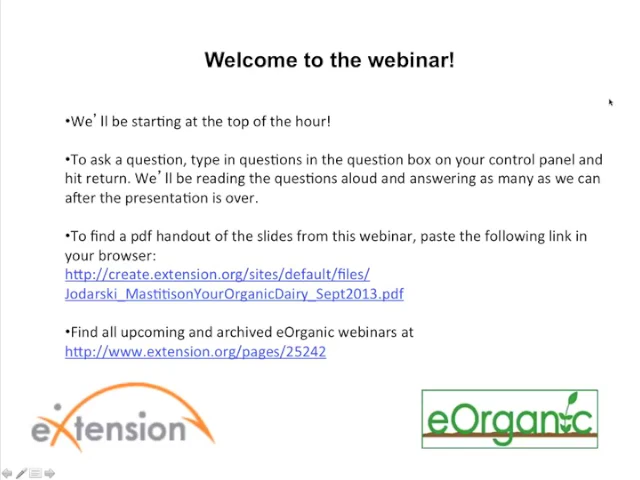 Welcome to the webinar!
•We'll be starting at the top of the hour!
•To ask a question, type in questions in the question box on your control panel and
hit return. We'll be reading the questions aloud and answering as many as we can
after the presentation is over.
•To find a pdf handout of the slides from this webinar, paste the following link in
your browser:
http://create.extension.org/sites/default/files/
Jodarski_MastitisonYourOrganicDairy_Sept2013.pdf
•Find all upcoming and archived eOrganic webinars at
http://www.extension.org/pages/25242
eXtension
eOrganic